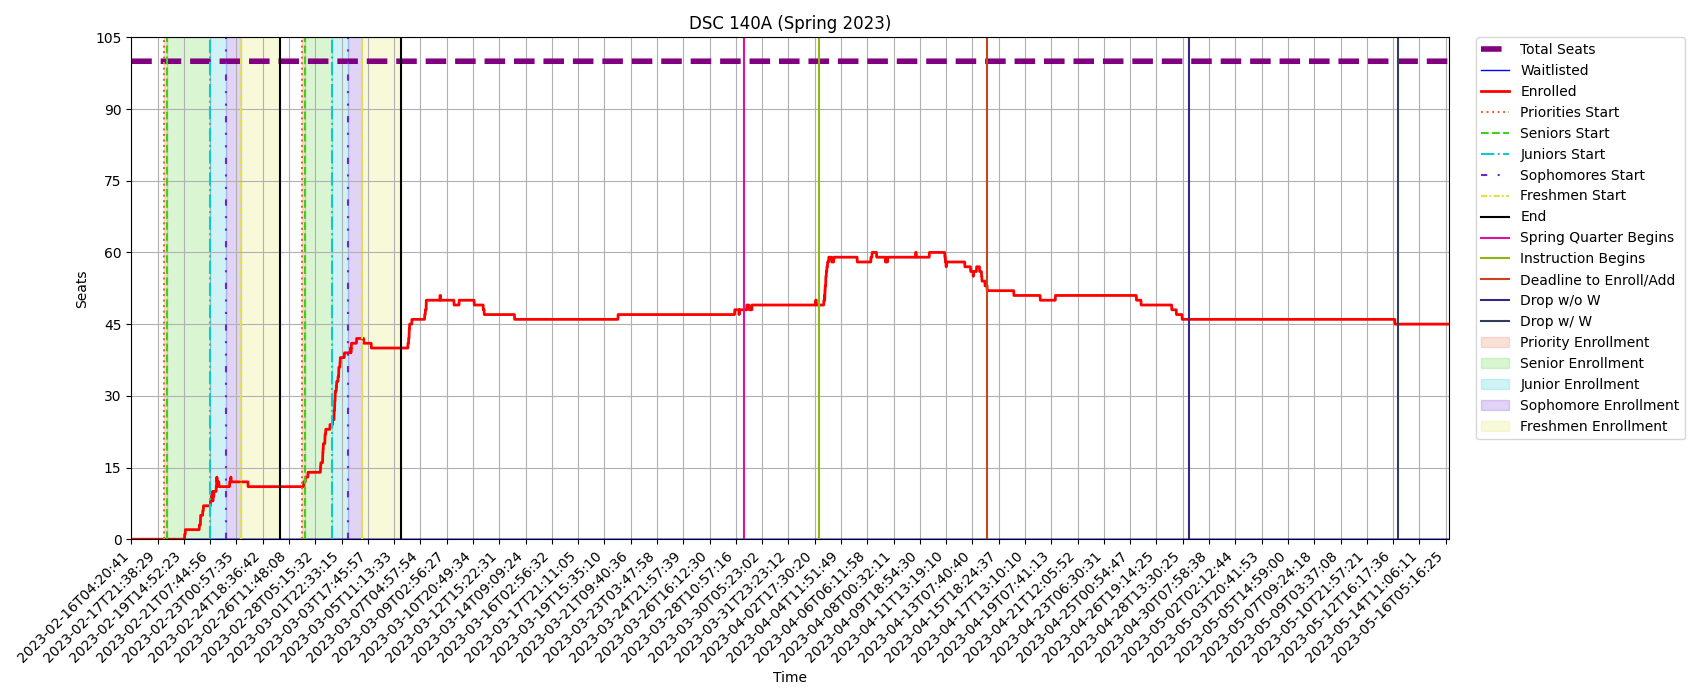 DSC 140A (Spring 2023)
Seats
105
90
75
60
45
30
15
0
2023-02-16T04:20:41
2023-02-17T21:38:29
2023-02-19T14:52:23
2023-02-21T07:44:56
2023-02-23T00:57:35
2023-02-24T18:36:42
2023-02-26T11:48:08
2023-02-28T05:15:32
2023-03-01T22:33:15
2023-03-03T17:45:57
2023-03-05T11:13:33
2023-03-07T04:57:54
2023-03-09T02:56:27
2023-03-10T20:49:34
2023-03-12T15:22:31
2023-03-14T09:09:24
2023-03-16T02:56:32
2023-03-17T21:11:05
2023-03-19T15:35:10
2023-03-21T09:40:36
2023-03-23T03:47:58
2023-03-24T21:57:39
2023-03-26T16:12:30
2023-03-28T10:57:16
2023-03-30T05:23:02
2023-03-31T23:23:12
2023-04-02T17:30:20
2023-04-04T11:51:49
2023-04-06T06:11:58
2023-04-08T00:32:11
2023-04-09T18:54:30
2023-04-11T13:19:10
2023-04-13T07:40:40
2023-04-15T18:24:37
2023-04-17T13:10:10
2023-04-19T07:41:13
2023-04-21T12:05:52
2023-04-23T06:30:31
2023-04-25T00:54:47
2023-04-26T19:14:25
2023-04-28T13:30:25
2023-04-30T07:58:38
2023-05-02T02:12:44
2023-05-03T20:41:53
2023-05-05T14:59:00
2023-05-07T09:24:18
2023-05-09T03:37:08
2023-05-10T21:57:21
2023-05-12T16:17:36
2023-05-14T11:06:11
2023-05-16T05:16:25
Time
Total Seats
Waitlisted
Enrolled
Priorities Start
Seniors Start
Juniors Start
Sophomores Start
Freshmen Start
End
Spring Quarter Begins
Instruction Begins
Deadline to Enroll/Add
Drop w/o W
Drop w/ W
Priority Enrollment
Senior Enrollment
Junior Enrollment
Sophomore Enrollment
Freshmen Enrollment